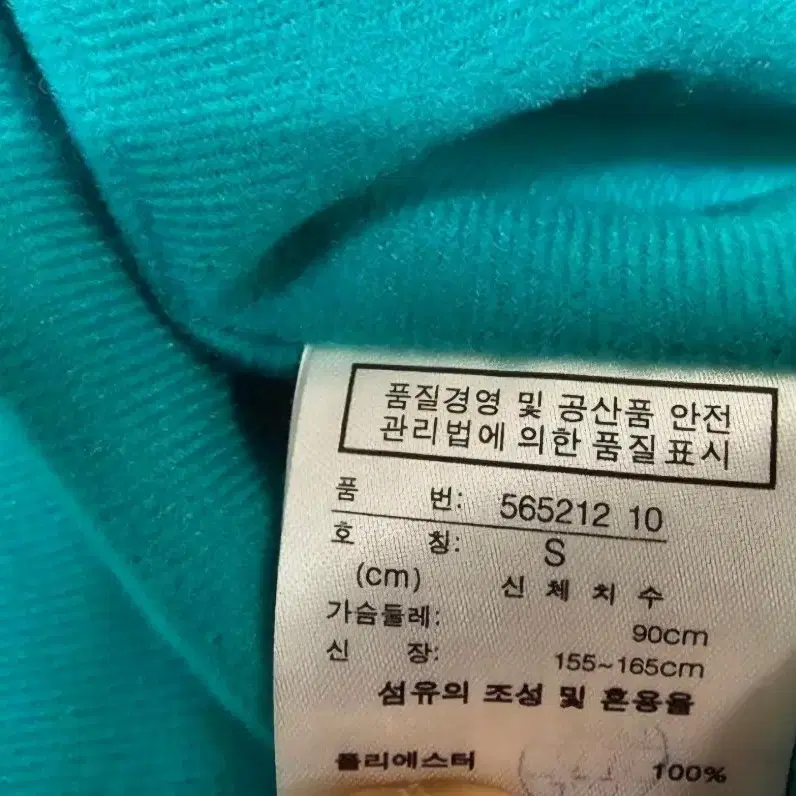 품질경영 및 공산품 안전
관리법에 의한 품질표시
품 번: 565212 10
호 칭: S
(cm) 신 체 치 수
가슴둘레: 90cm
신 장: 155~165cm
섬유의 조성 및 혼용율
폴리에스터 100%